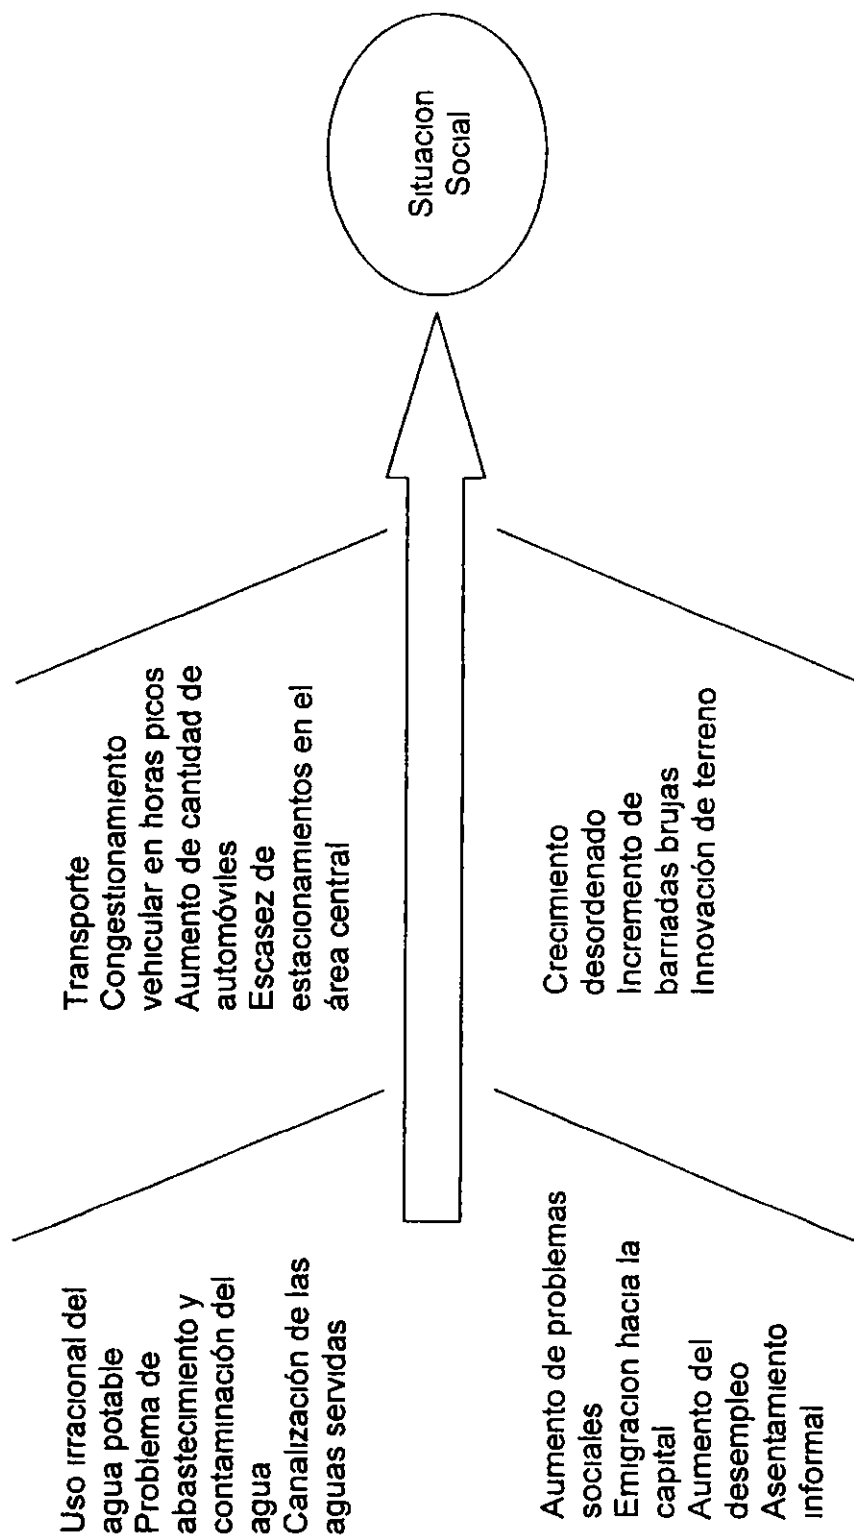 Uso irracional del
agua potable
Problema de
abastecimiento y
contaminación del
agua
Canalización de las
aguas servidas
Transporte
Congestionamiento
vehicular en horas picos
Aumento de cantidad de
automóviles
Escasez de
estacionamientos en el
área central
Situacion
Social
Aumento de problemas
sociales
Emigracion hacia la
capital
Aumento del
desempleo
Asentamiento
informal
Crecimiento
desordenado
Incremento de
barriadas brujas
Innovación de terreno